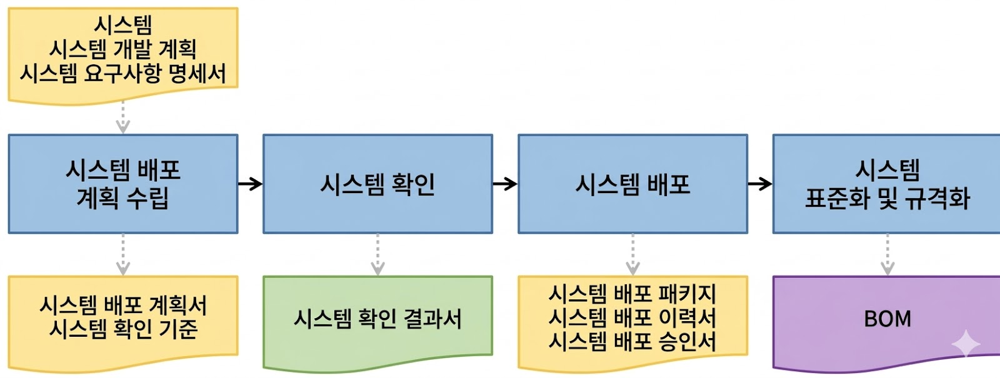 시스템
시스템 개발 계획
시스템 요구사항 명세서
시스템 배포
계획 수립
시스템 확인
시스템 배포
시스템
표준화 및 규격화
시스템 배포 계획서
시스템 확인 기준
시스템 확인 결과서
시스템 배포 패키지
시스템 배포 이력서
시스템 배포 승인서
BOM